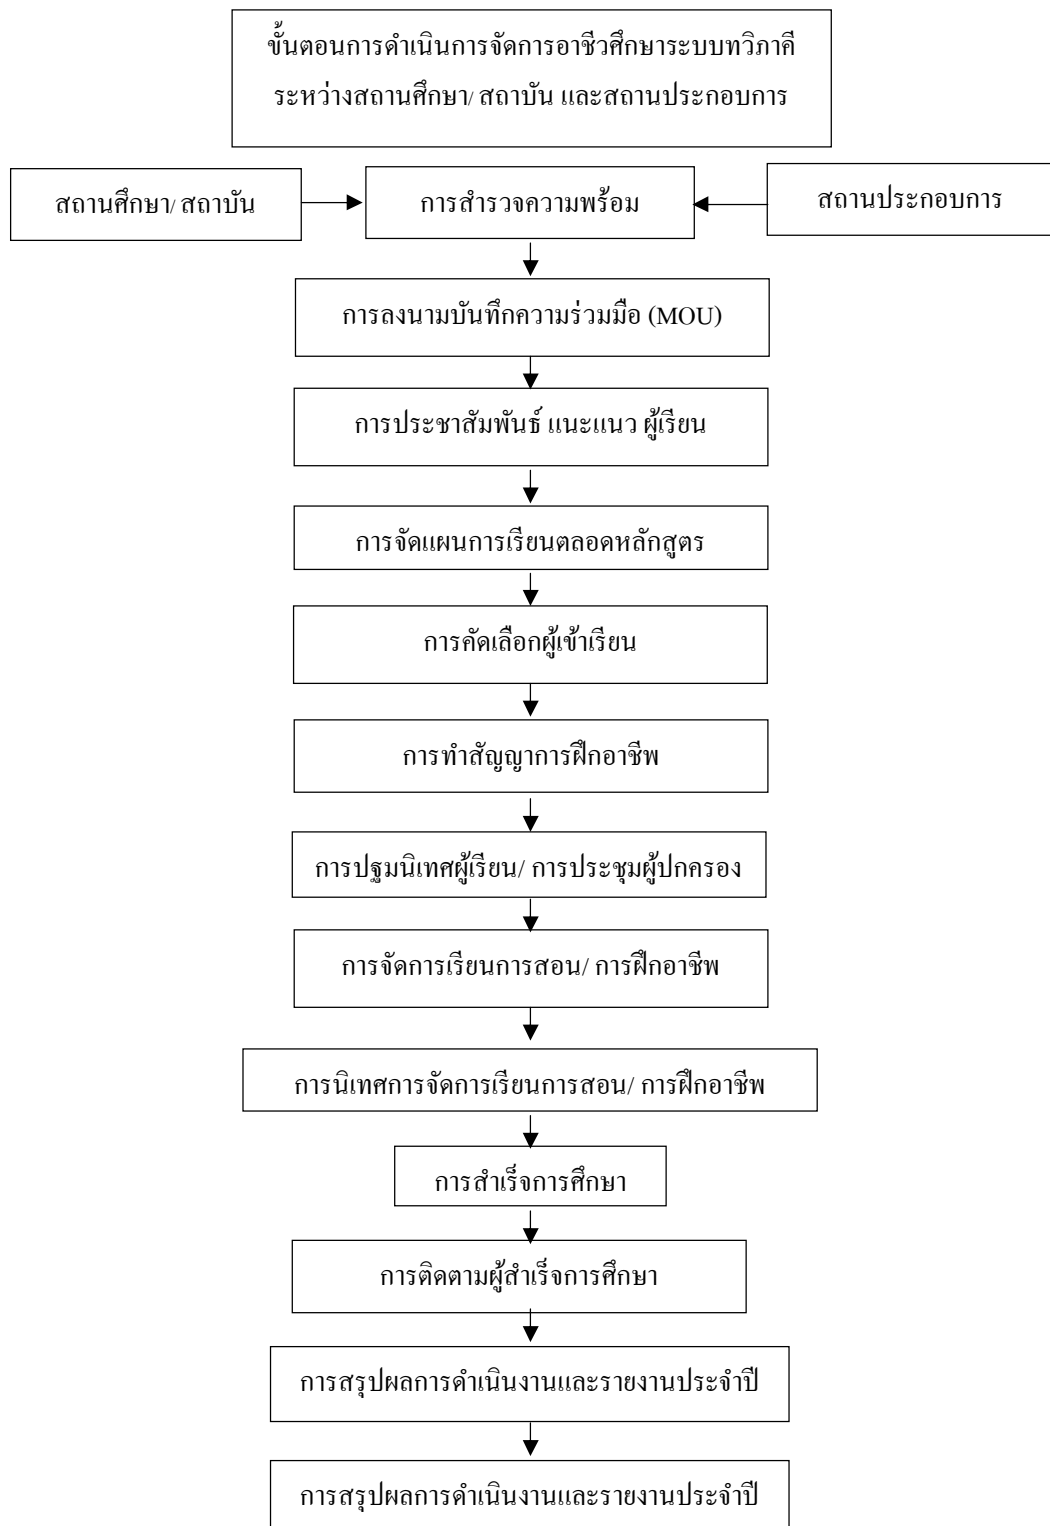 ขั้นตอนการดำเนินการจัดการอาชีวศึกษาระบบทวิภาคี
ระหว่างสถานศึกษา/ สถาบัน และสถานประกอบการ
สถานศึกษา/ สถาบัน
การสำรวจความพร้อม
สถานประกอบการ
การลงนามบันทึกความร่วมมือ (MOU)
การประชาสัมพันธ์ แนะแนว ผู้เรียน
การจัดแผนการเรียนตลอดหลักสูตร
การคัดเลือกผู้เข้าเรียน
การทำสัญญาการฝึกอาชีพ
การปฐมนิเทศผู้เรียน/ การประชุมผู้ปกครอง
การจัดการเรียนการสอน/ การฝึกอาชีพ
การนิเทศการจัดการเรียนการสอน/ การฝึกอาชีพ
การสำเร็จการศึกษา
การติดตามผู้สำเร็จการศึกษา
การสรุปผลการดำเนินงานและรายงานประจำปี
การสรุปผลการดำเนินงานและรายงานประจำปี